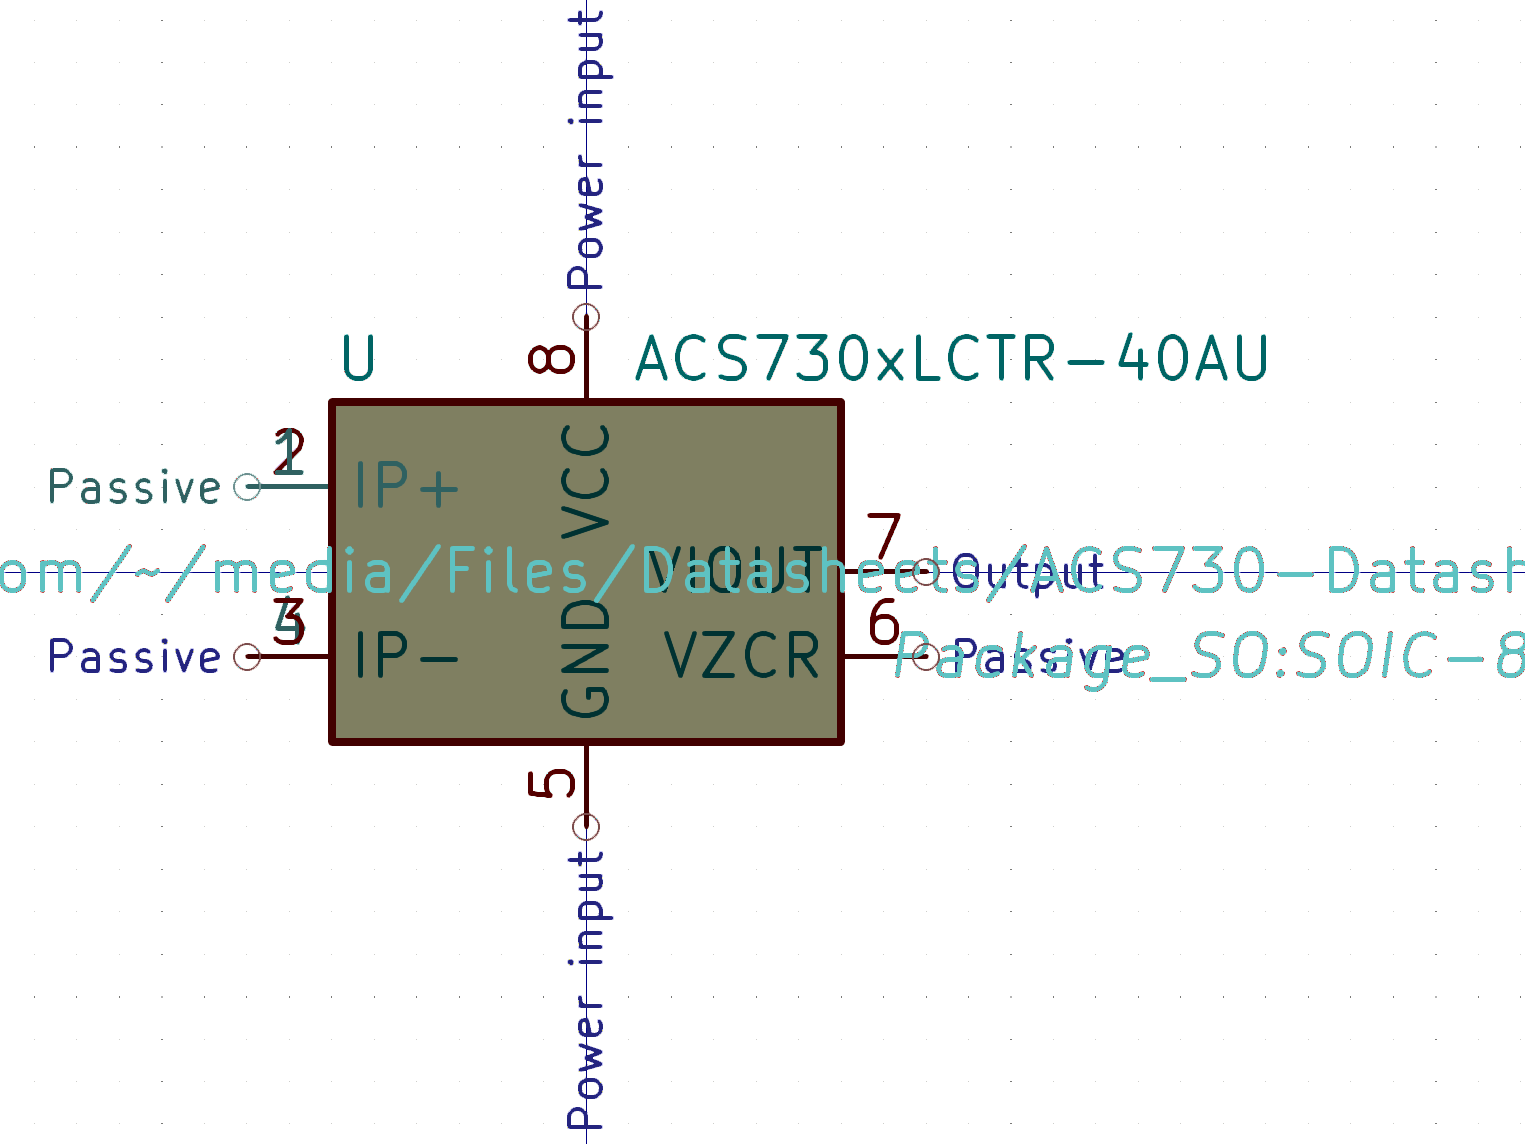 Power input
U
8
ACS730xLCTR-40AU
1
2
Passive
IP+
VCC
7
om/~/media/Files/Datasheets/ACS730-Datash
VIOUT
Output
3
4
Passive
IP-
GND
VZCR
6
Passive
Package_SO:SOIC-8
5
Power input